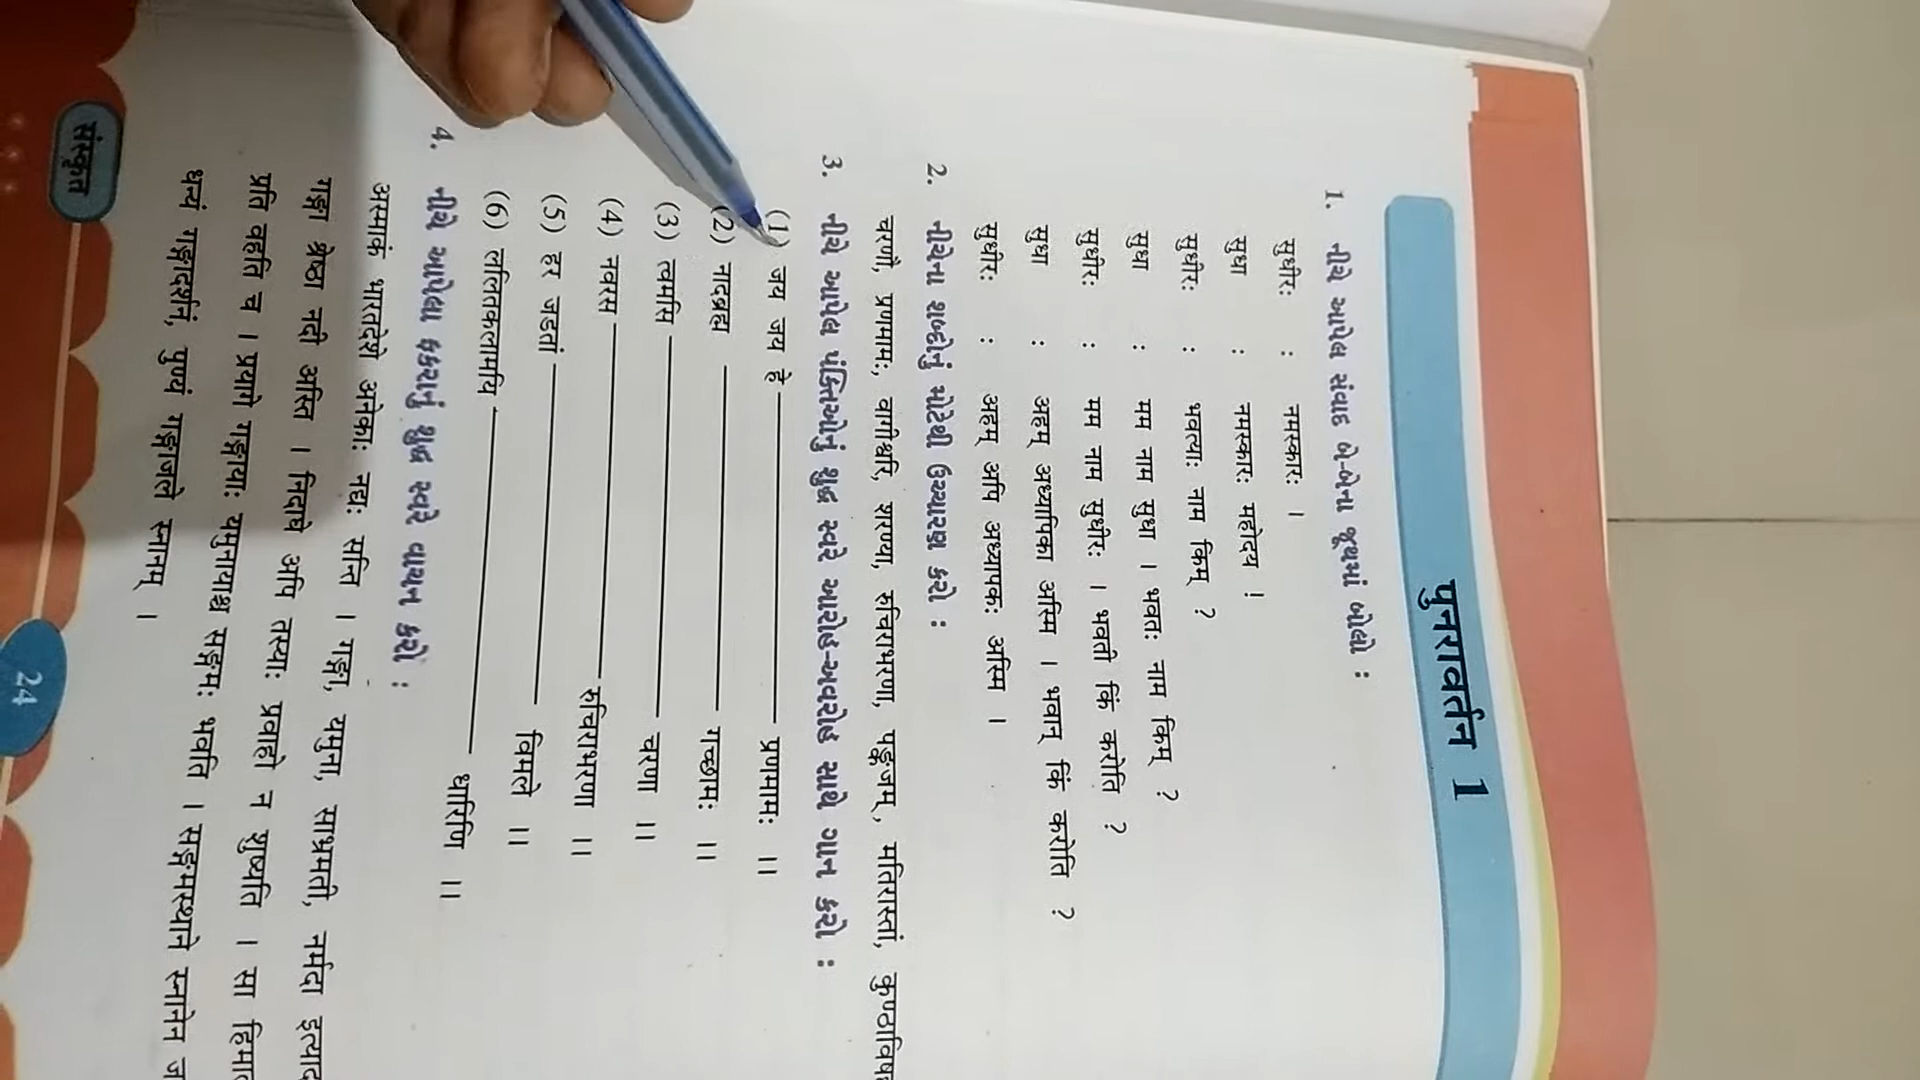 पुनरावर्तन 1
1. નીચે આપેલ સંવાદ બે-બેના જૂથમાં બોલો :
सुधीरः : नमस्कारः ।
सुधा : नमस्कारः महोदय !
सुधीरः : भवत्याः नाम किम् ?
सुधा : मम नाम सुधा । भवतः नाम किम् ?
सुधीरः : मम नाम सुधीरः । भवती किं करोति ?
सुधा : अहम् अध्यापिका अस्मि । भवान् किं करोति ?
सुधीरः : अहम् अपि अध्यापकः अस्मि ।
2. નીચેના શબ્દોનું મોટેથી ઉચ્ચારણ કરો :
चरणौ, प्रणमामः, वागीश्वरि, शरण्या, रुचिराभरणा, पङ्कजम्, मतिरास्तां, कुण्ठाविष
3. નીચે આપેલ પંક્તિઓનું શુદ્ધ સ્વરે આરોહ-અવરોહ સાથે ગાન કરો :
(1) जय जय हे ———— प्रणमामः ॥
(2) नादब्रह्म ———— गच्छामः ॥
(3) त्वमसि ———— चरणा ॥
(4) नवरस ———— रुचिराभरणा ॥
(5) हर जडतां ———— विमले ॥
(6) ललितकलामयि ———— धारिणि ॥
4. નીચે આપેલા ફકરાનું શુદ્ધ સ્વરે વાચન કરો :
अस्माकं भारतदेशे अनेकाः नद्यः सन्ति । गङ्गा, यमुना, साभ्रमती, नर्मदा इत्याद
गङ्गा श्रेष्ठा नदी अस्ति । निदाघे अपि तस्याः प्रवाहो न शुष्यति । सा हिमा
प्रति वहति च । प्रयागे गङ्गायाः यमुनायाश्च सङ्गमः भवति । सङ्गमस्थाने स्नानेन ज
धन्यं गङ्गादर्शनं, पुण्यं गङ्गाजले स्नानम् ।
संस्कृत
24